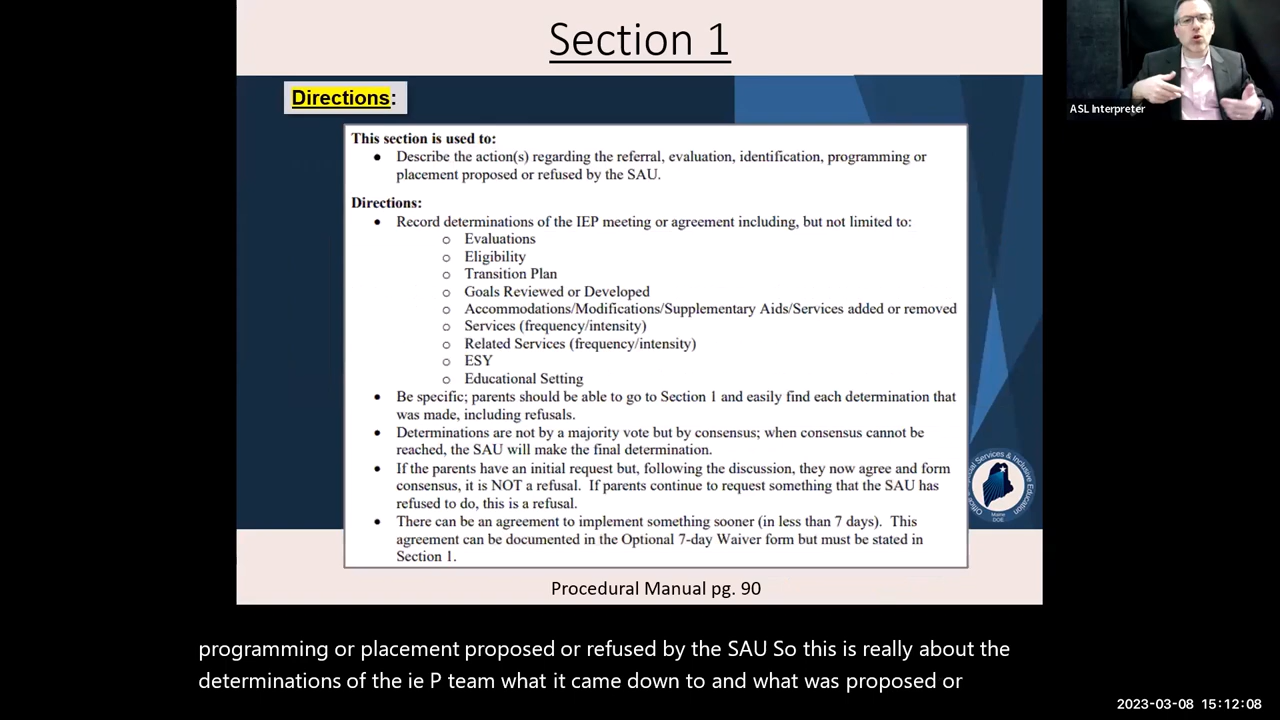 Section 1
ASL Interpreter
Directions:
This section is used to:
• Describe the action(s) regarding the referral, evaluation, identification, programming or
placement proposed or refused by the SAU.
Directions:
• Record determinations of the IEP meeting or agreement including, but not limited to:
o Evaluations
o Eligibility
o Transition Plan
o Goals Reviewed or Developed
o Accommodations/Modifications/Supplementary Aids/Services added or removed
o Services (frequency/intensity)
o Related Services (frequency/intensity)
o ESY
o Educational Setting
• Be specific; parents should be able to go to Section 1 and easily find each determination that
was made, including refusals.
• Determinations are not by a majority vote but by consensus; when consensus cannot be
reached, the SAU will make the final determination.
• If the parents have an initial request but, following the discussion, they now agree and form
consensus, it is NOT a refusal. If parents continue to request something that the SAU has
refused to do, this is a refusal.
• There can be an agreement to implement something sooner (in less than 7 days). This
agreement can be documented in the Optional 7-day Waiver form but must be stated in
Section 1.
Services & Inclusive Education
Maine
DOE
Procedural Manual pg. 90
programming or placement proposed or refused by the SAU So this is really about the
determinations of the ie P team what it came down to and what was proposed or
2023-03-08 15:12:08